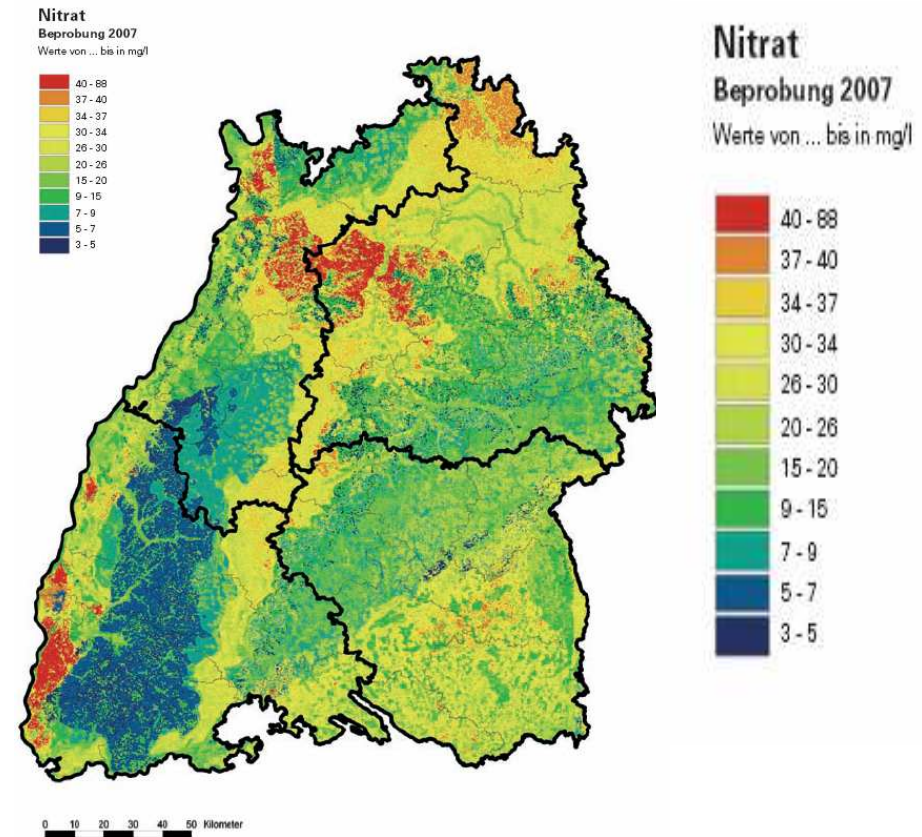 Nitrat
Beprobung 2007
Werte von ... bis in mg/l
40 - 88
37 - 40
34 - 37
30 - 34
26 - 30
20 - 26
15 - 20
9 - 15
7 - 9
5 - 7
3 - 5
0 10 20 30 40 50 Kilometer
Nitrat
Beprobung 2007
Werte von ... bis in mg/l
40 - 88
37 - 40
34 - 37
30 - 34
26 - 30
20 - 26
15 - 20
9 - 15
7 - 9
5 - 7
3 - 5